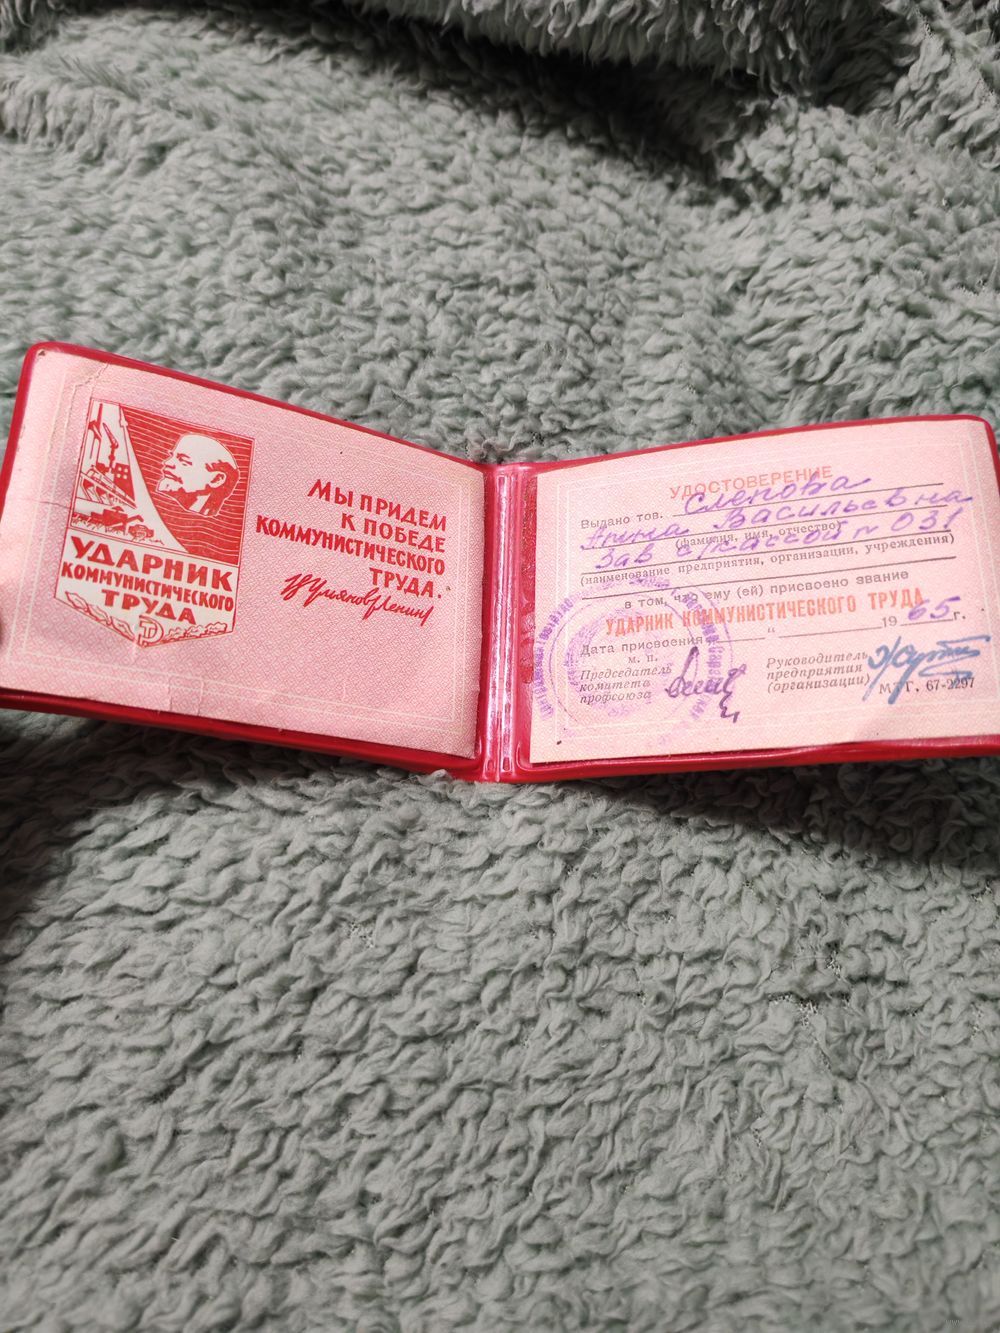 УДАРНИК
КОММУНИСТИЧЕСКОГО
ТРУДА
МЫ ПРИДЕМ
К ПОБЕДЕ
КОММУНИСТИЧЕСКОГО
ТРУДА.
В Ульянов (Ленин)
УДОСТОВЕРЕНИЕ
Выдано тов. Слепова
Анна Васильевна
(фамилия, имя, отчество)
Зав с/кассой п 031
(наименование предприятия, организации, учреждения)
в том, что ему (ей) присвоено звание
УДАРНИК КОММУНИСТИЧЕСКОГО ТРУДА
Дата присвоения " 1965 г.
М. П.
Председатель
комитета
профсоюза
Руководитель
предприятия
(организации)
МТГ, 67-2297